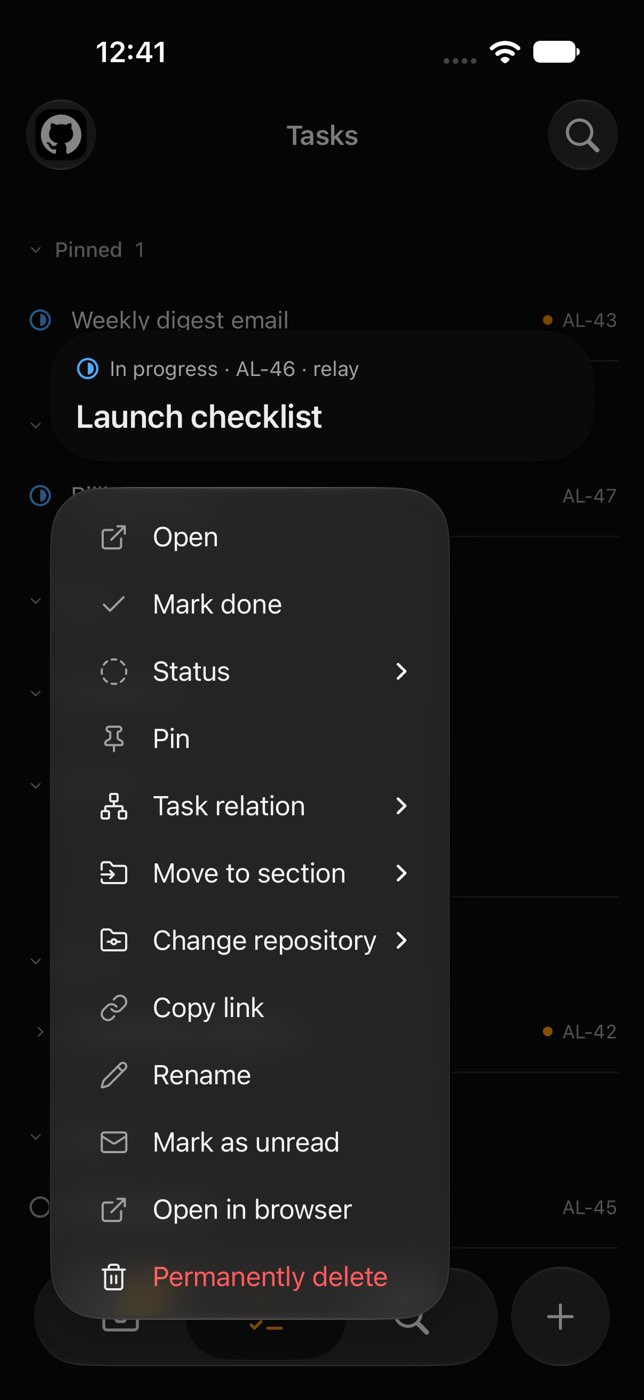 12:41
Tasks
Pinned 1
Weekly digest email AL-43
In progress · AL-46 · relay
Launch checklist
AL-47
Open
Mark done
Status
Pin
Task relation
Move to section
Change repository
Copy link
AL-42
Rename
Mark as unread
Open in browser
AL-45
Permanently delete